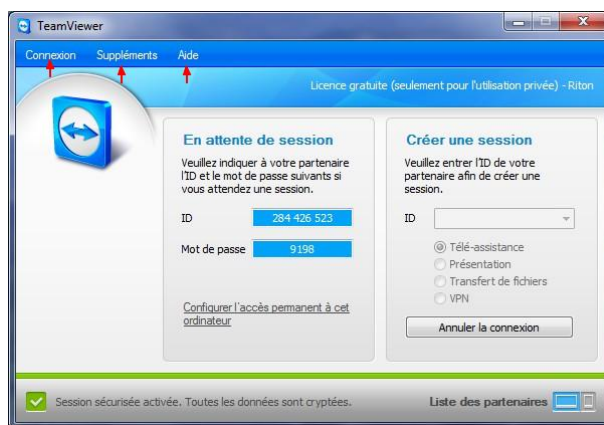 TeamViewer
Connexion Suppléments Aide
Licence gratuite (seulement pour l'utilisation privée) - Riton
En attente de session
Veuillez indiquer à votre partenaire
l'ID et le mot de passe suivants si
vous attendez une session.
ID 284 426 523
Mot de passe 9198
Configurer l'accès permanent à cet
ordinateur
Créer une session
Veuillez entrer l'ID de votre
partenaire afin de créer une
session.
ID
Télé-assistance
Présentation
Transfert de fichiers
VPN
Annuler la connexion
Session sécurisée activée. Toutes les données sont cryptées.
Liste des partenaires